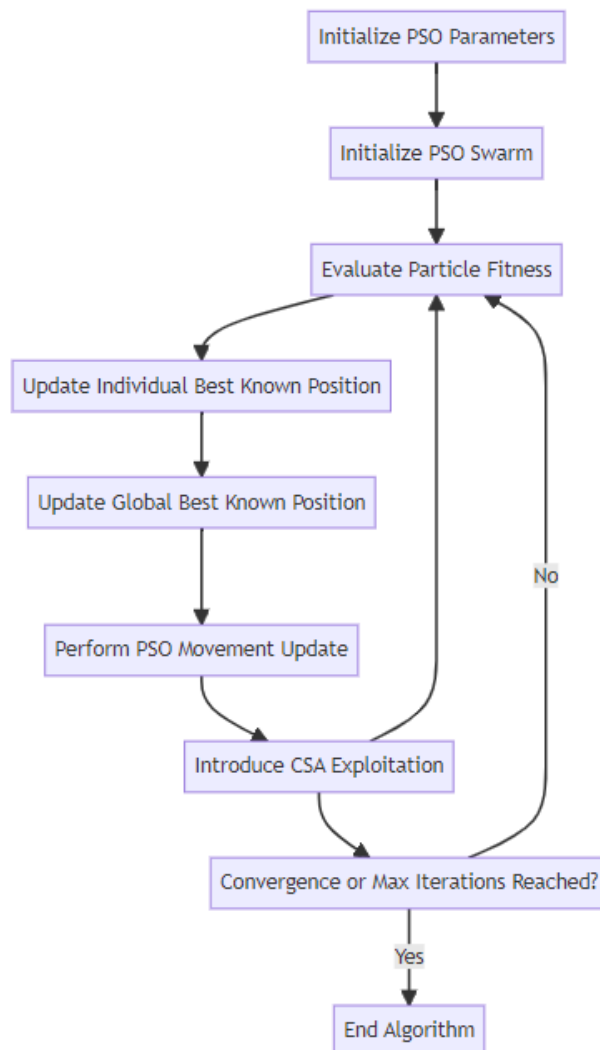 Initialize PSO Parameters
Initialize PSO Swarm
Evaluate Particle Fitness
Update Individual Best Known Position
Update Global Best Known Position
No
Perform PSO Movement Update
Introduce CSA Exploitation
Convergence or Max Iterations Reached?
Yes
End Algorithm